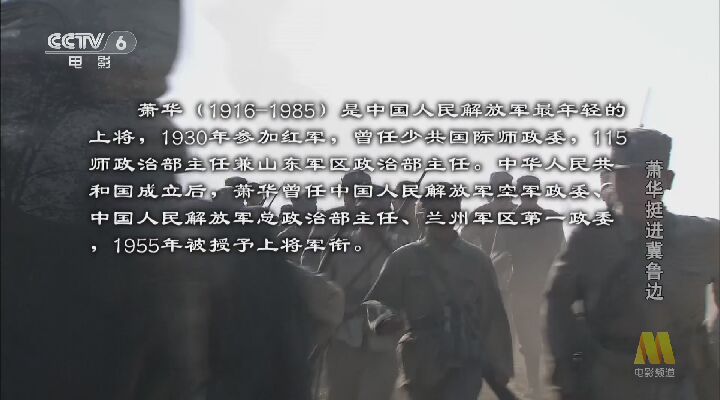 CCTV 6
电影
萧华（1916-1985）是中国人民解放军最年轻的
上将，1930年参加红军，曾任少共国际师政委，115
师政治部主任兼山东军区政治部主任。中华人民共
和国成立后，萧华曾任中国人民解放军空军政委、
中国人民解放军总政治部主任、兰州军区第一政委
，1955年被授予上将军衔。
萧华挺进冀鲁边
电影频道